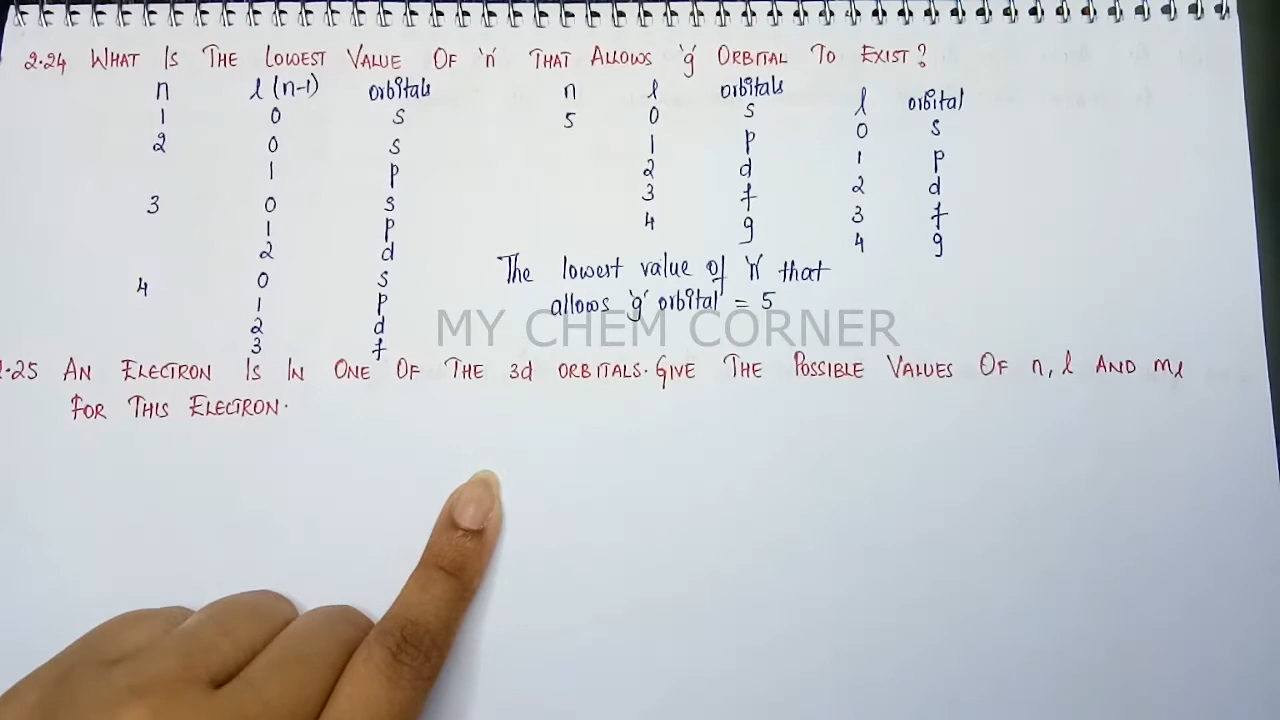 2.24 WHAT IS THE LOWEST VALUE OF 'n' THAT ALLOWS 'g' ORBITAL TO EXIST?
n l (n-1) orbitals
1 0 s
2 0 s
1 p
3 0 s
1 p
2 d
4 0 s
1 p
2 d
3 f
n l orbitals
5 0 s
1 p
2 d
3 f
4 g
l orbital
0 s
1 p
2 d
3 f
4 g
The lowest value of 'n' that
allows 'g' orbital = 5
MY CHEM CORNER
2.25 AN ELECTRON IS IN ONE OF THE 3d ORBITALS. GIVE THE POSSIBLE VALUES OF n, l AND ml
FOR THIS ELECTRON.